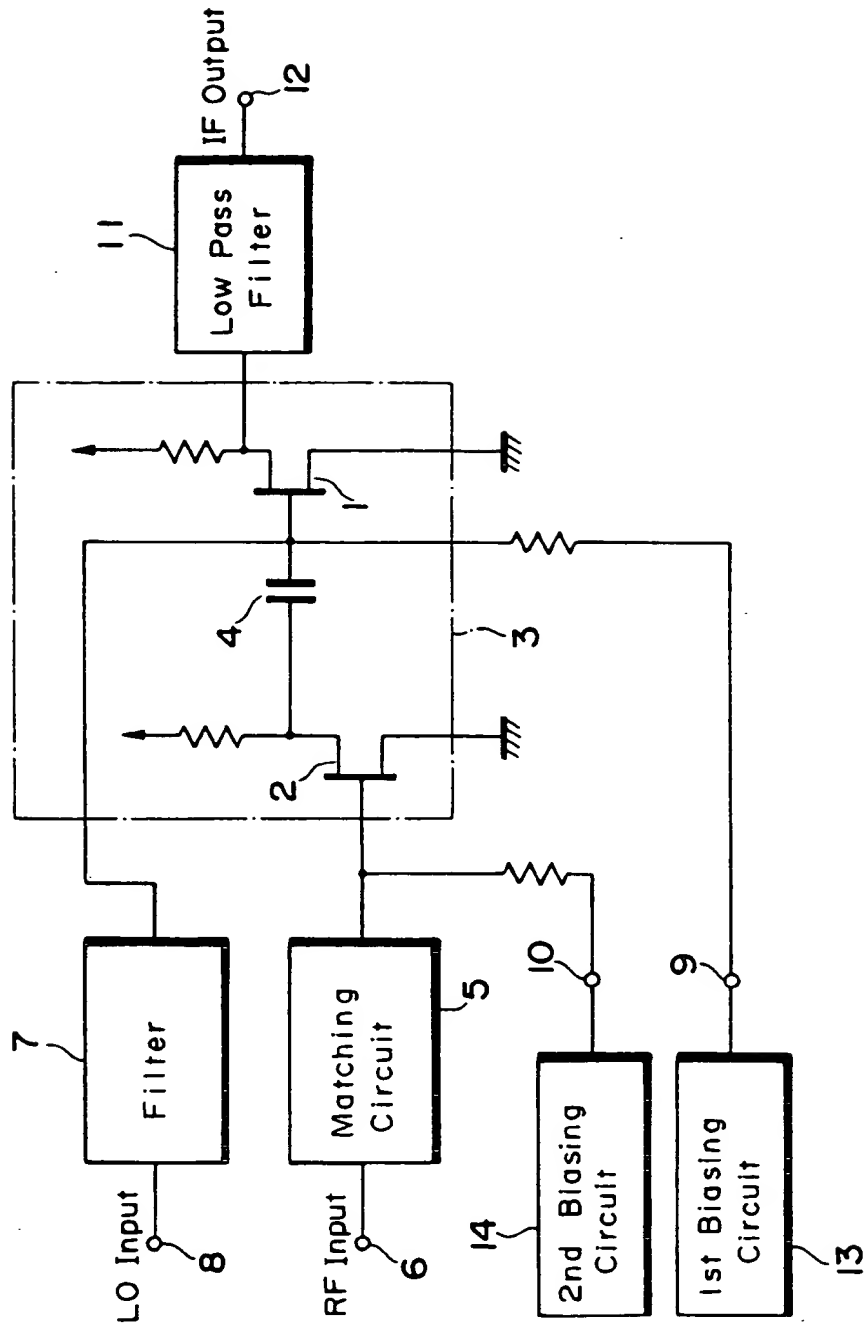 LO Input
8
7
Filter
RF Input
6
Matching
Circuit
5
14
2nd Biasing
Circuit
10
13
1st Biasing
Circuit
9
2
4
3
1
11
Low Pass
Filter
IF Output
12